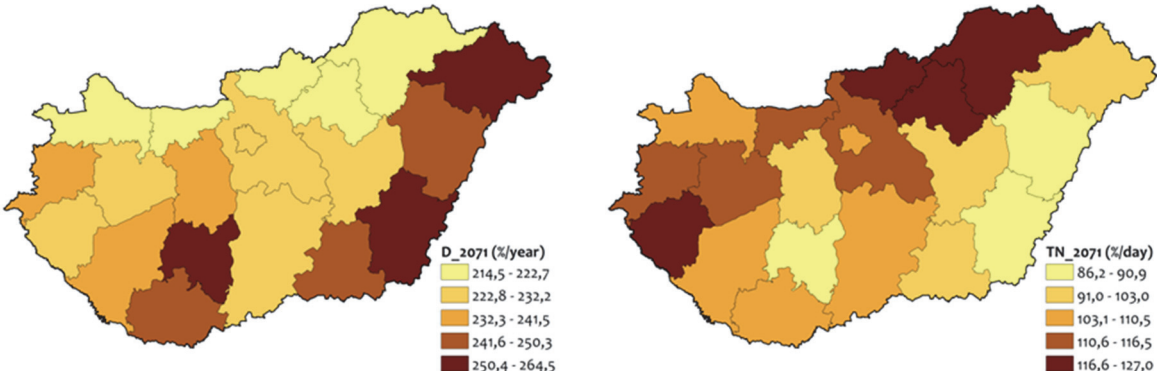 D_2071 (%/year)
214,5 - 222,7
222,8 - 232,2
232,3 - 241,5
241,6 - 250,3
250,4 - 264,5
TN_2071 (%/day)
86,2 - 90,9
91,0 - 103,0
103,1 - 110,5
110,6 - 116,5
116,6 - 127,0